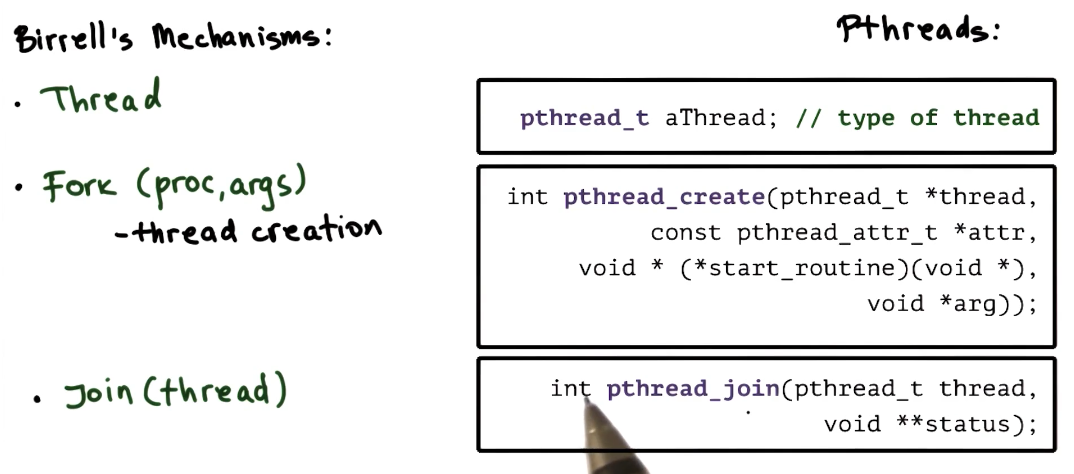 Birrell's Mechanisms:
Pthreads:
• Thread
pthread_t aThread; // type of thread
• Fork (proc, args)
-thread creation
int pthread_create(pthread_t *thread,
const pthread_attr_t *attr,
void * (*start_routine)(void *),
void *arg));
• Join (thread)
int pthread_join(pthread_t thread,
void **status);